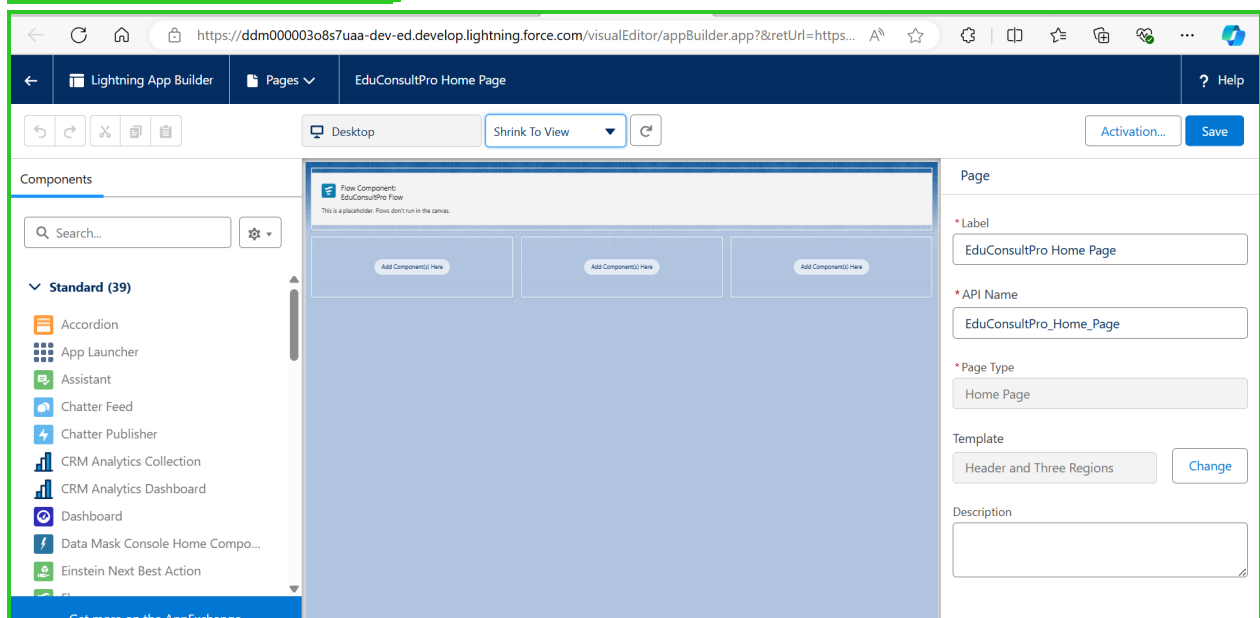 https://ddm000003o8s7uaa-dev-ed.develop.lightning.force.com/visualEditor/appBuilder.app?&retUrl=https...
Lightning App Builder
Pages
EduConsultPro Home Page
? Help
Desktop
Shrink To View
Activation...
Save
Components
Search...
Standard (39)
Accordion
App Launcher
Assistant
Chatter Feed
Chatter Publisher
CRM Analytics Collection
CRM Analytics Dashboard
Dashboard
Data Mask Console Home Compo...
Einstein Next Best Action
Get more on the AppExchange
Flow Component:
EduConsultPro Flow
This is a placeholder. Flows don't run in the canvas.
Add Component(s) Here
Add Component(s) Here
Add Component(s) Here
Page
*Label
EduConsultPro Home Page
*API Name
EduConsultPro_Home_Page
*Page Type
Home Page
Template
Header and Three Regions
Change
Description